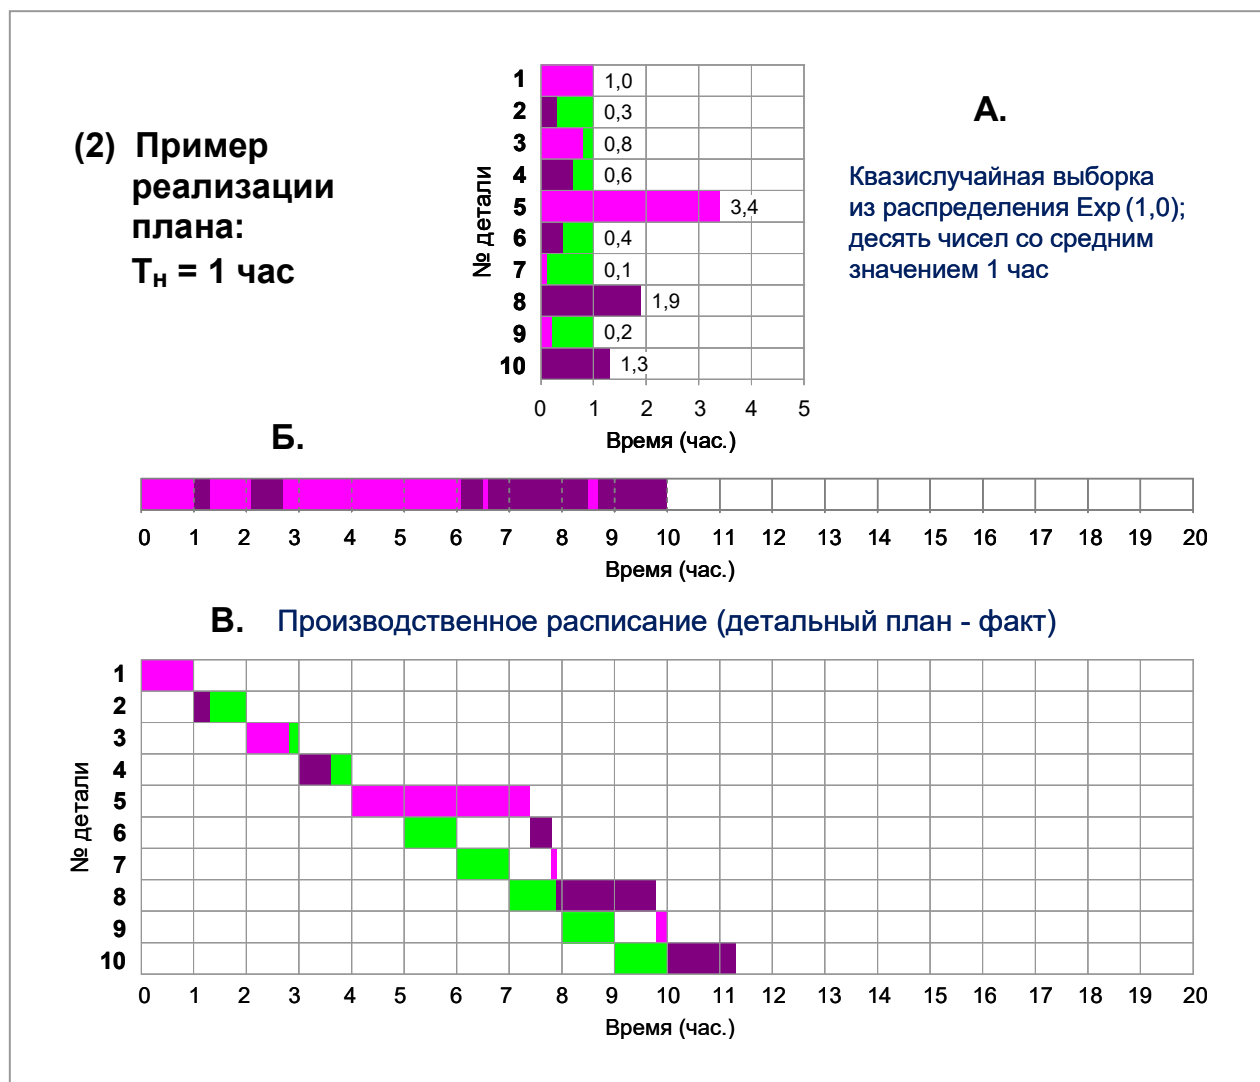 (2) Пример
реализации
плана:
Tн = 1 час
А.
Квазислучайная выборка
из распределения Exp (1,0);
десять чисел со средним
значением 1 час
№ детали
1 1,0
2 0,3
3 0,8
4 0,6
5 3,4
6 0,4
7 0,1
8 1,9
9 0,2
10 1,3
0 1 2 3 4 5
Время (час.)
Б.
0 1 2 3 4 5 6 7 8 9 10 11 12 13 14 15 16 17 18 19 20
Время (час.)
В. Производственное расписание (детальный план - факт)
№ детали
1
2
3
4
5
6
7
8
9
10
0 1 2 3 4 5 6 7 8 9 10 11 12 13 14 15 16 17 18 19 20
Время (час.)